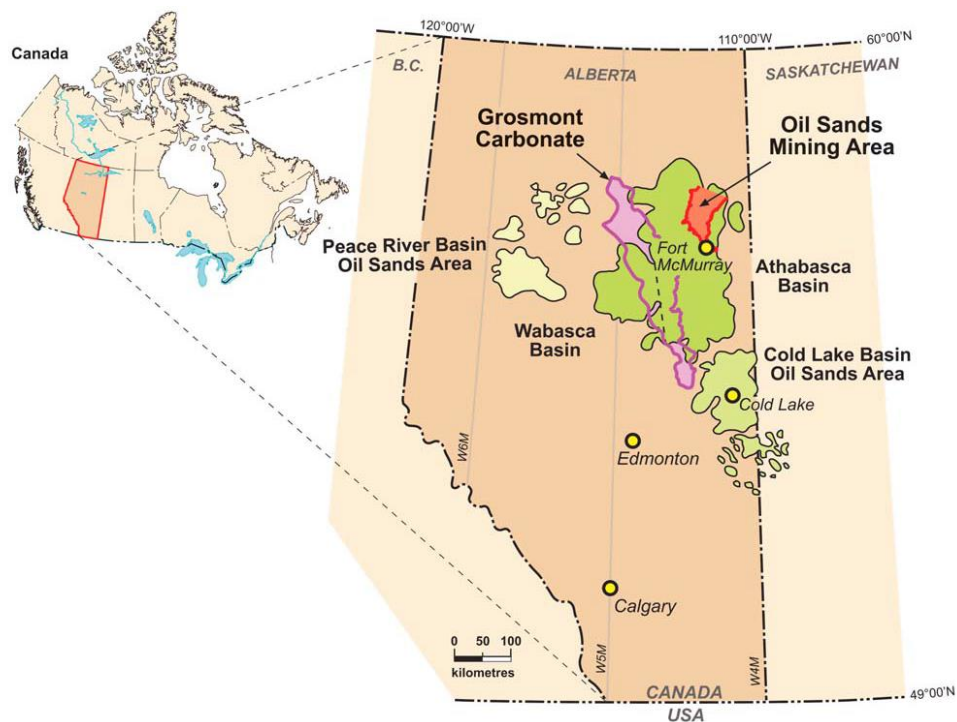 Canada
120°00'W
110°00'W
60°00'N
B.C.
ALBERTA
SASKATCHEWAN
Grosmont
Carbonate
Oil Sands
Mining Area
Peace River Basin
Oil Sands Area
Fort
McMurray
Athabasca
Basin
Wabasca
Basin
Cold Lake Basin
Oil Sands Area
Cold Lake
W6M
Edmonton
Calgary
0 50 100
kilometres
W5M
W4M
CANADA
USA
49°00'N